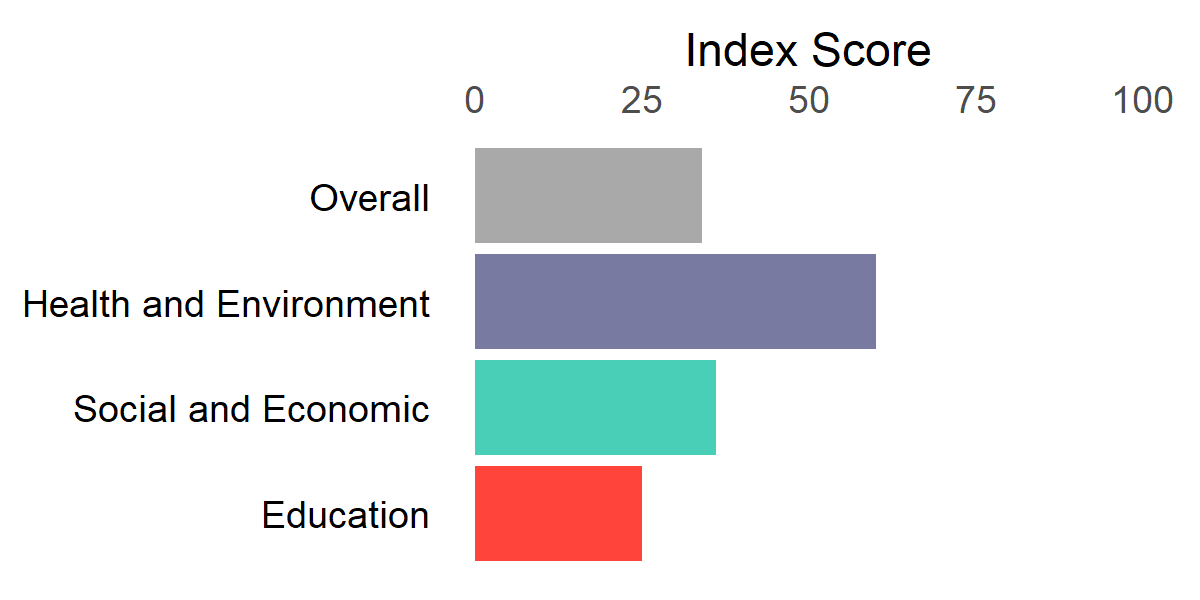 Index Score
0 25 50 75 100
Overall
Health and Environment
Social and Economic
Education